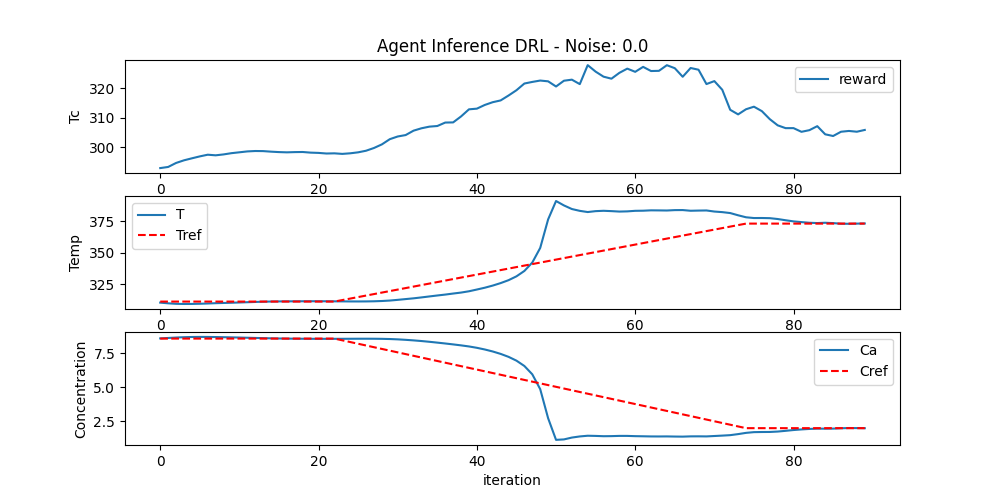 Agent Inference DRL - Noise: 0.0
Tc
320
310
300
reward
0 20 40 60 80
Temp
375
350
325
T
Tref
0 20 40 60 80
Concentration
7.5
5.0
2.5
Ca
Cref
0 20 40 60 80
iteration